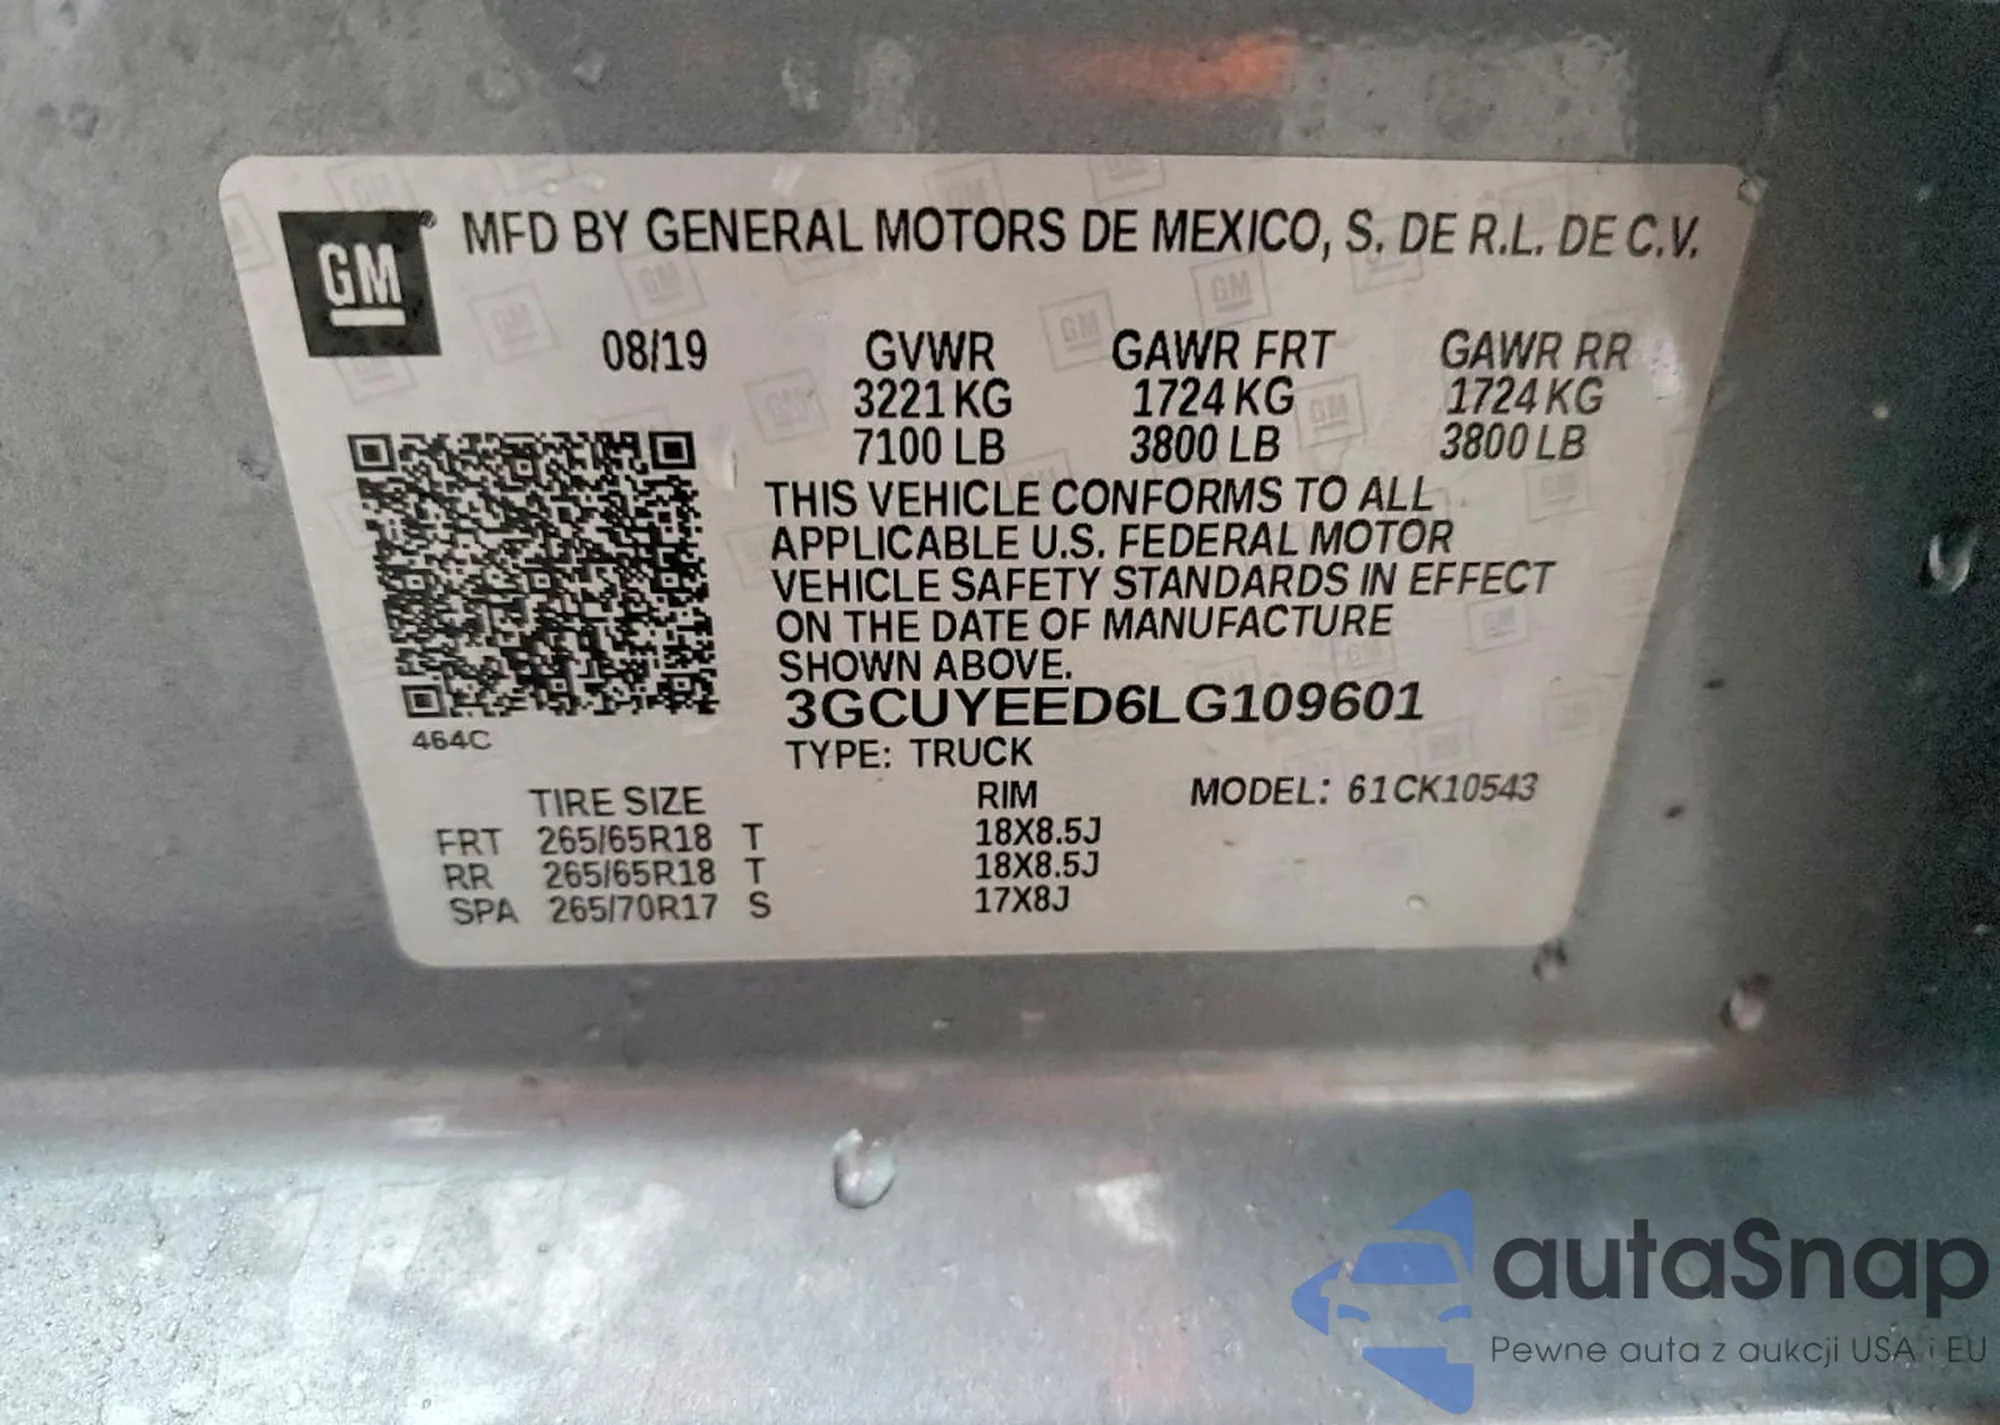 GM® MFD BY GENERAL MOTORS DE MEXICO, S. DE R.L. DE C.V.
08/19 GVWR GAWR FRT GAWR RR
3221 KG 1724 KG 1724 KG
7100 LB 3800 LB 3800 LB
THIS VEHICLE CONFORMS TO ALL
APPLICABLE U.S. FEDERAL MOTOR
VEHICLE SAFETY STANDARDS IN EFFECT
ON THE DATE OF MANUFACTURE
SHOWN ABOVE.
3GCUYEED6LG109601
464C
TYPE: TRUCK
TIRE SIZE RIM MODEL: 61CK10543
FRT 265/65R18 T 18X8.5J
RR 265/65R18 T 18X8.5J
SPA 265/70R17 S 17X8J
autaSnap
Pewne auta z aukcji USA i EU